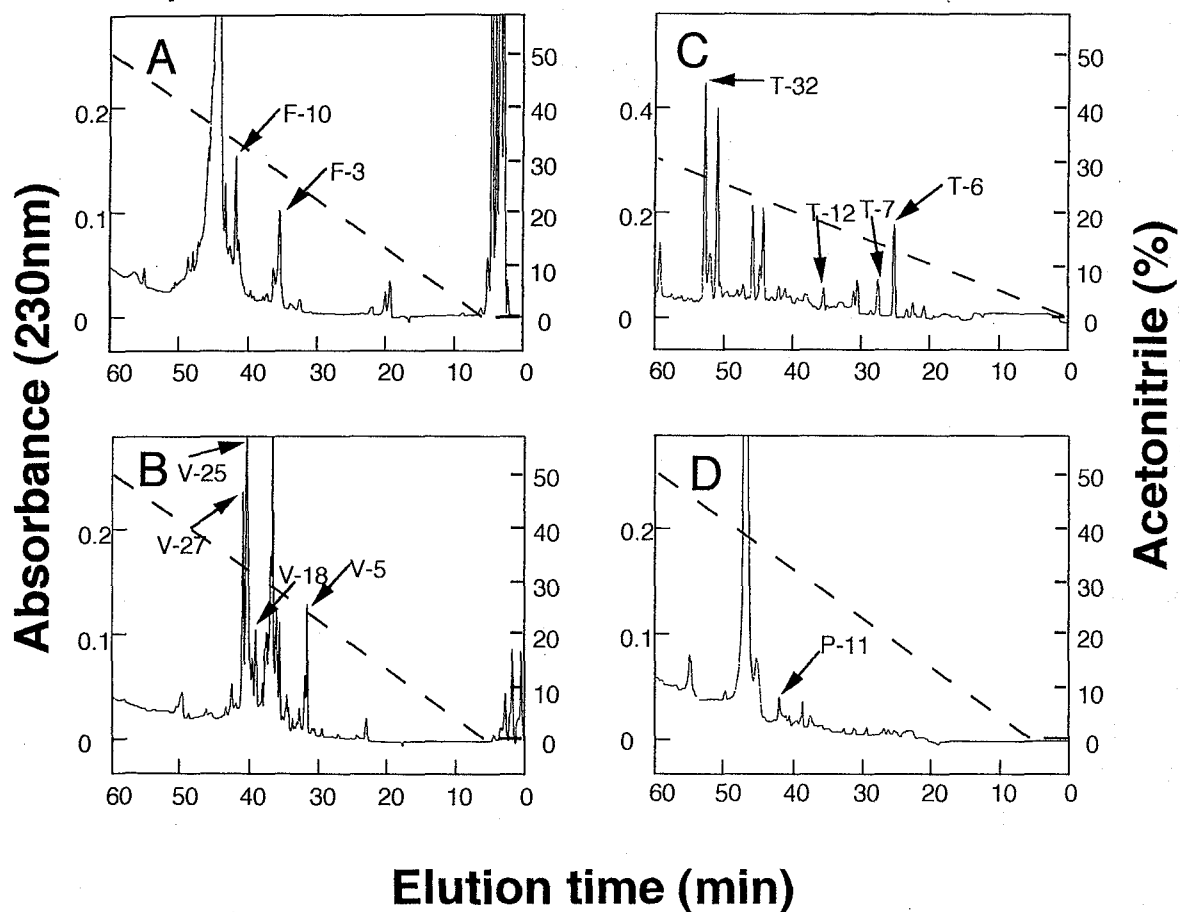 Absorbance (230nm)
Acetonitrile (%)
Elution time (min)
A
F-10
F-3
0.2
0.1
0
50
40
30
20
10
0
60 50 40 30 20 10 0
C
T-32
T-12
T-7
T-6
0.4
0.2
0
50
40
30
20
10
0
60 50 40 30 20 10 0
B
V-25
V-27
V-18
V-5
0.2
0.1
0
50
40
30
20
10
0
60 50 40 30 20 10 0
D
P-11
0.2
0.1
0
50
40
30
20
10
0
60 50 40 30 20 10 0